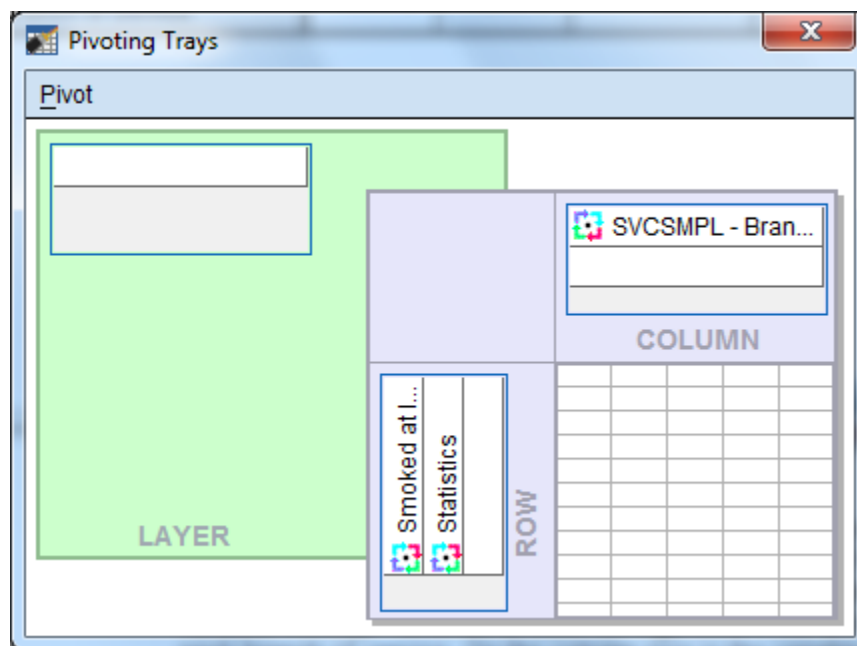 Pivoting Trays
Pivot
SVCSMPL - Bran...
COLUMN
Smoked at l...
Statistics
ROW
LAYER